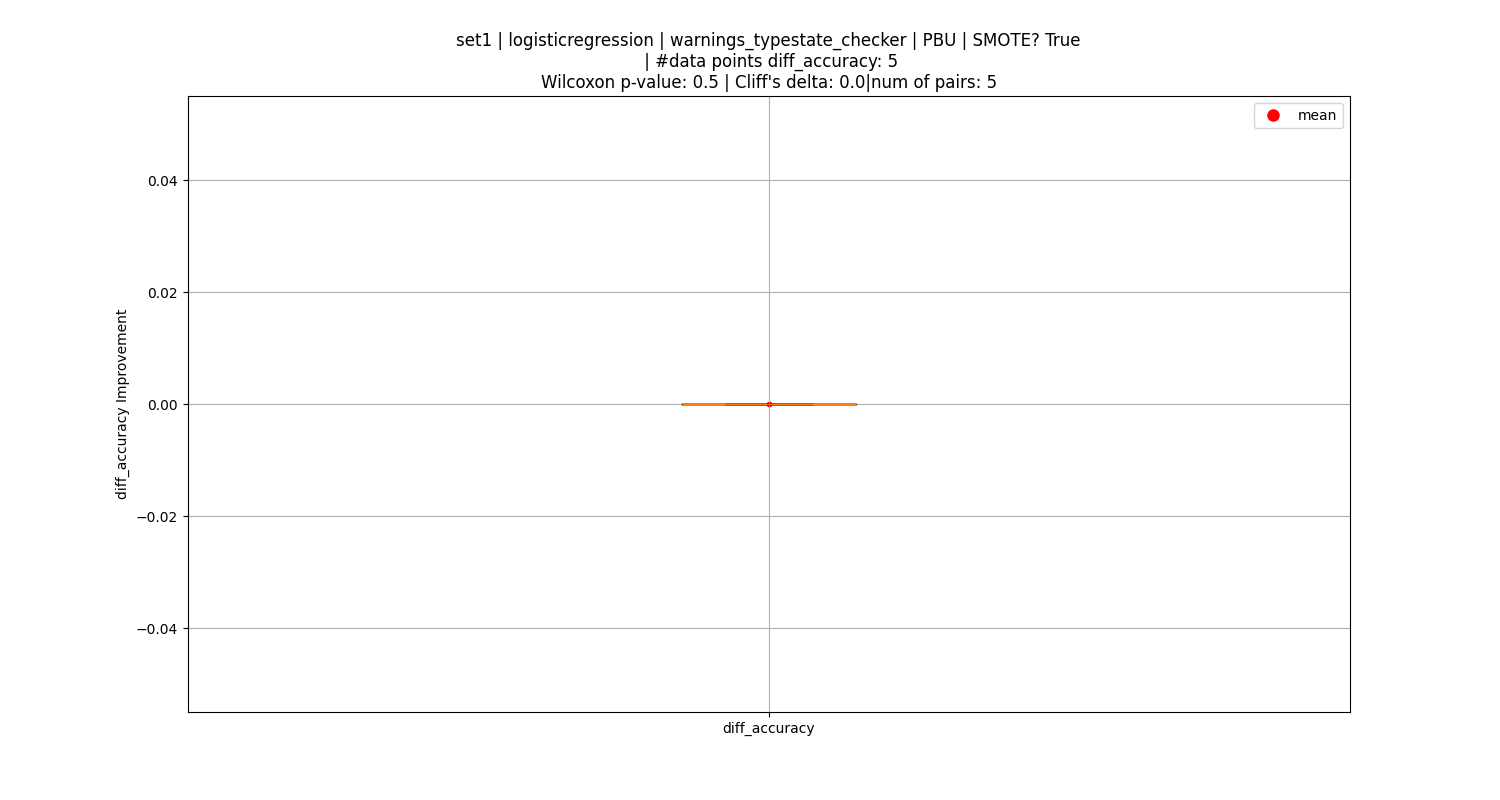 set1 | logisticregression | warnings_typestate_checker | PBU | SMOTE? True
| #data points diff_accuracy: 5
Wilcoxon p-value: 0.5 | Cliff's delta: 0.0|num of pairs: 5
mean
0.04
0.02
0.00
−0.02
−0.04
diff_accuracy Improvement
diff_accuracy